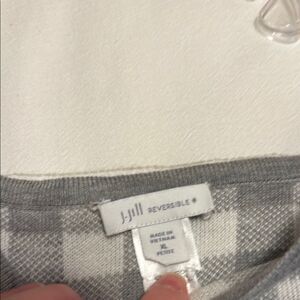 J.Jill REVERSIBLE
MADE IN
VIETNAM
XL
PETITE